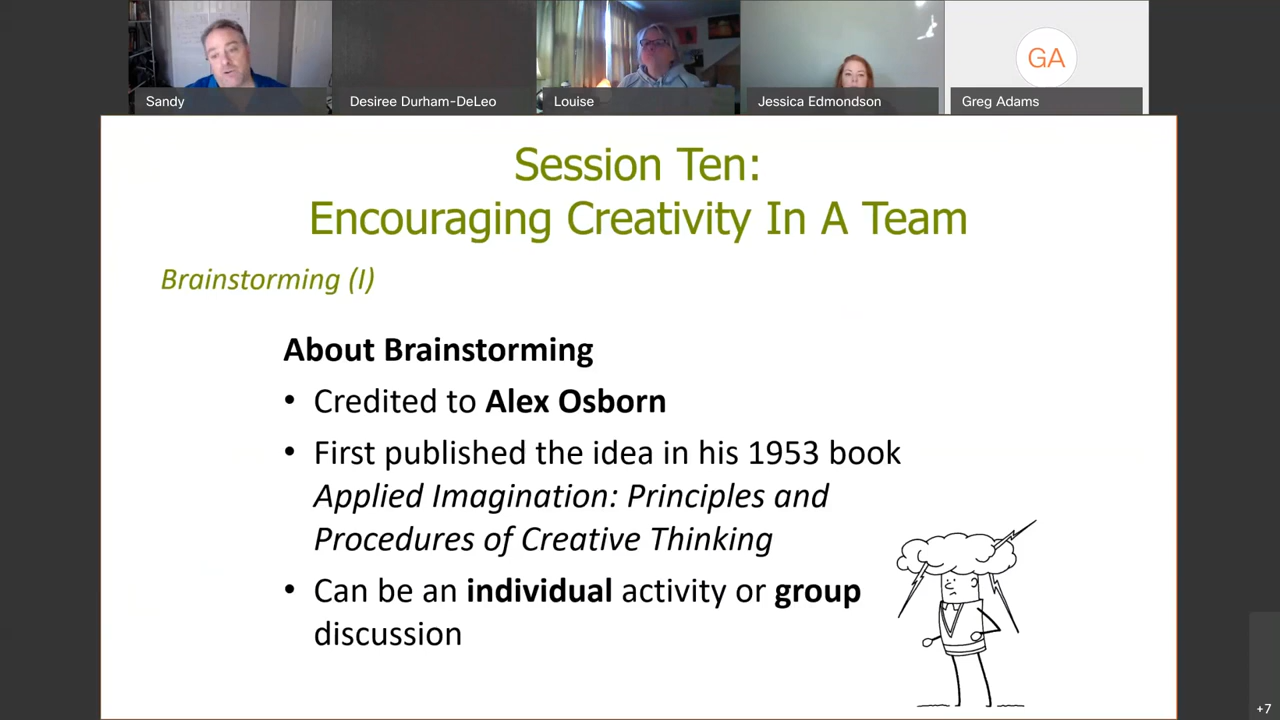 GA
Sandy
Desiree Durham-DeLeo
Louise
Jessica Edmondson
Greg Adams
Session Ten:
Encouraging Creativity In A Team
Brainstorming (I)
About Brainstorming
• Credited to Alex Osborn
• First published the idea in his 1953 book
Applied Imagination: Principles and
Procedures of Creative Thinking
• Can be an individual activity or group
discussion
+7